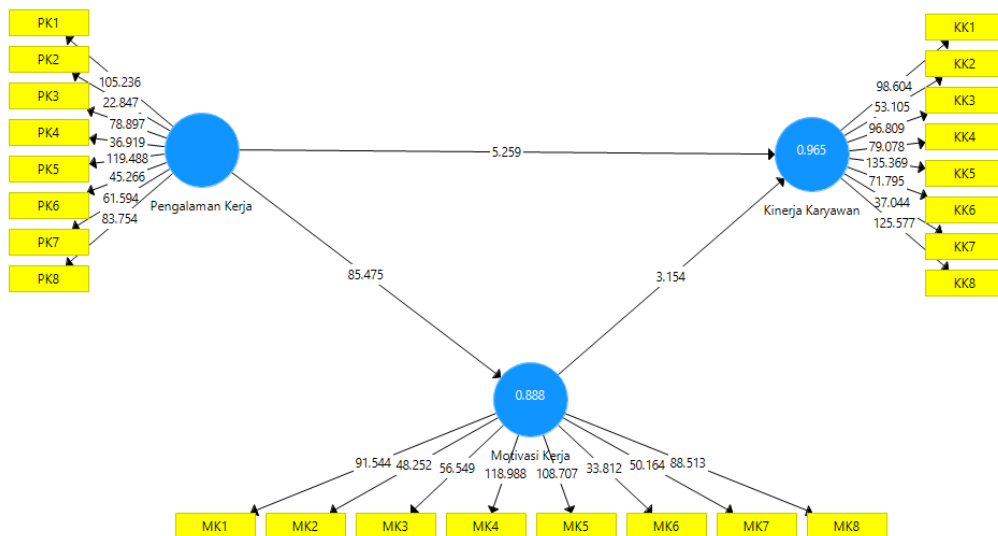 PK1
PK2
PK3
PK4
PK5
PK6
PK7
PK8
105.236
22.847
78.897
36.919
119.488
45.266
61.594
83.754
Pengalaman Kerja
5.259
85.475
3.154
0.965
Kinerja Karyawan
98.604
53.105
96.809
79.078
135.369
71.795
37.044
125.577
KK1
KK2
KK3
KK4
KK5
KK6
KK7
KK8
0.888
Motivasi Kerja
91.544
48.252
56.549
118.988
108.707
33.812
50.164
88.513
MK1
MK2
MK3
MK4
MK5
MK6
MK7
MK8